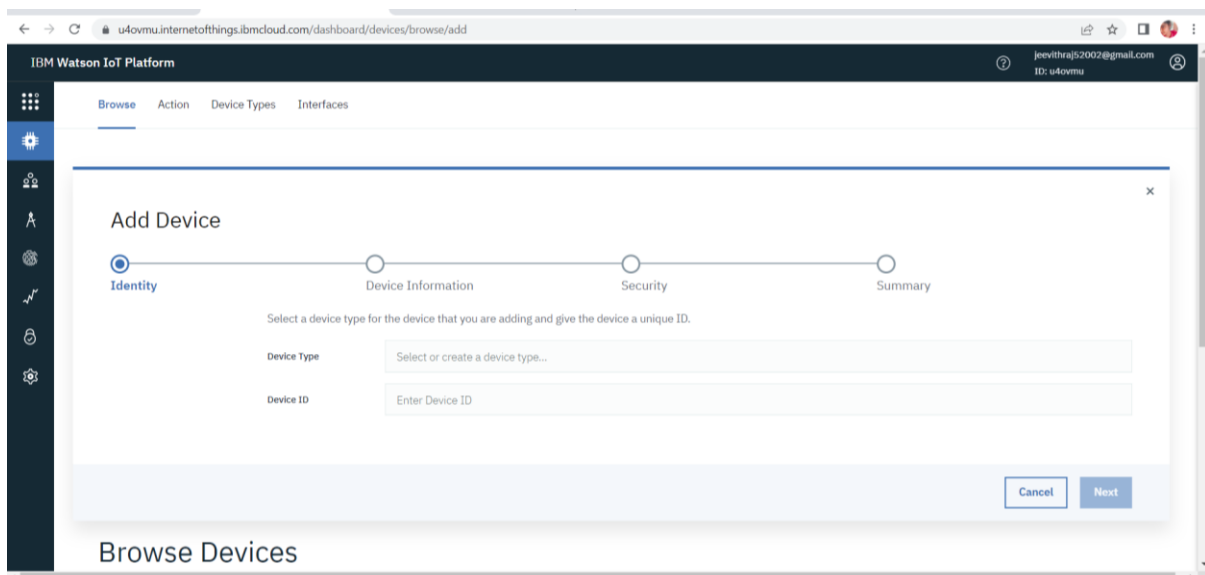 u4ovmu.internetofthings.ibmcloud.com/dashboard/devices/browse/add
IBM Watson IoT Platform
jeevithraj52002@gmail.com
ID: u4ovmu
Browse Action Device Types Interfaces
Add Device
Identity Device Information Security Summary
Select a device type for the device that you are adding and give the device a unique ID.
Device Type Select or create a device type...
Device ID Enter Device ID
Cancel Next
Browse Devices